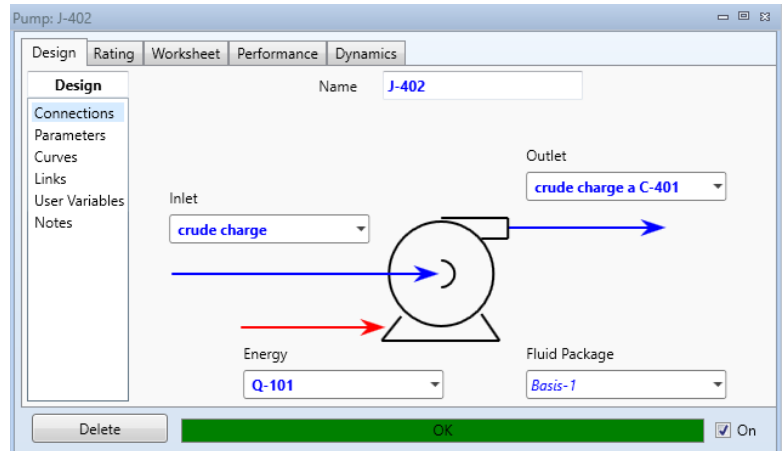 Pump: J-402
Design Rating Worksheet Performance Dynamics
Design
Connections
Parameters
Curves
Links
User Variables
Notes
Name J-402
Outlet
crude charge a C-401
Inlet
crude charge
Energy
Q-101
Fluid Package
Basis-1
Delete OK On